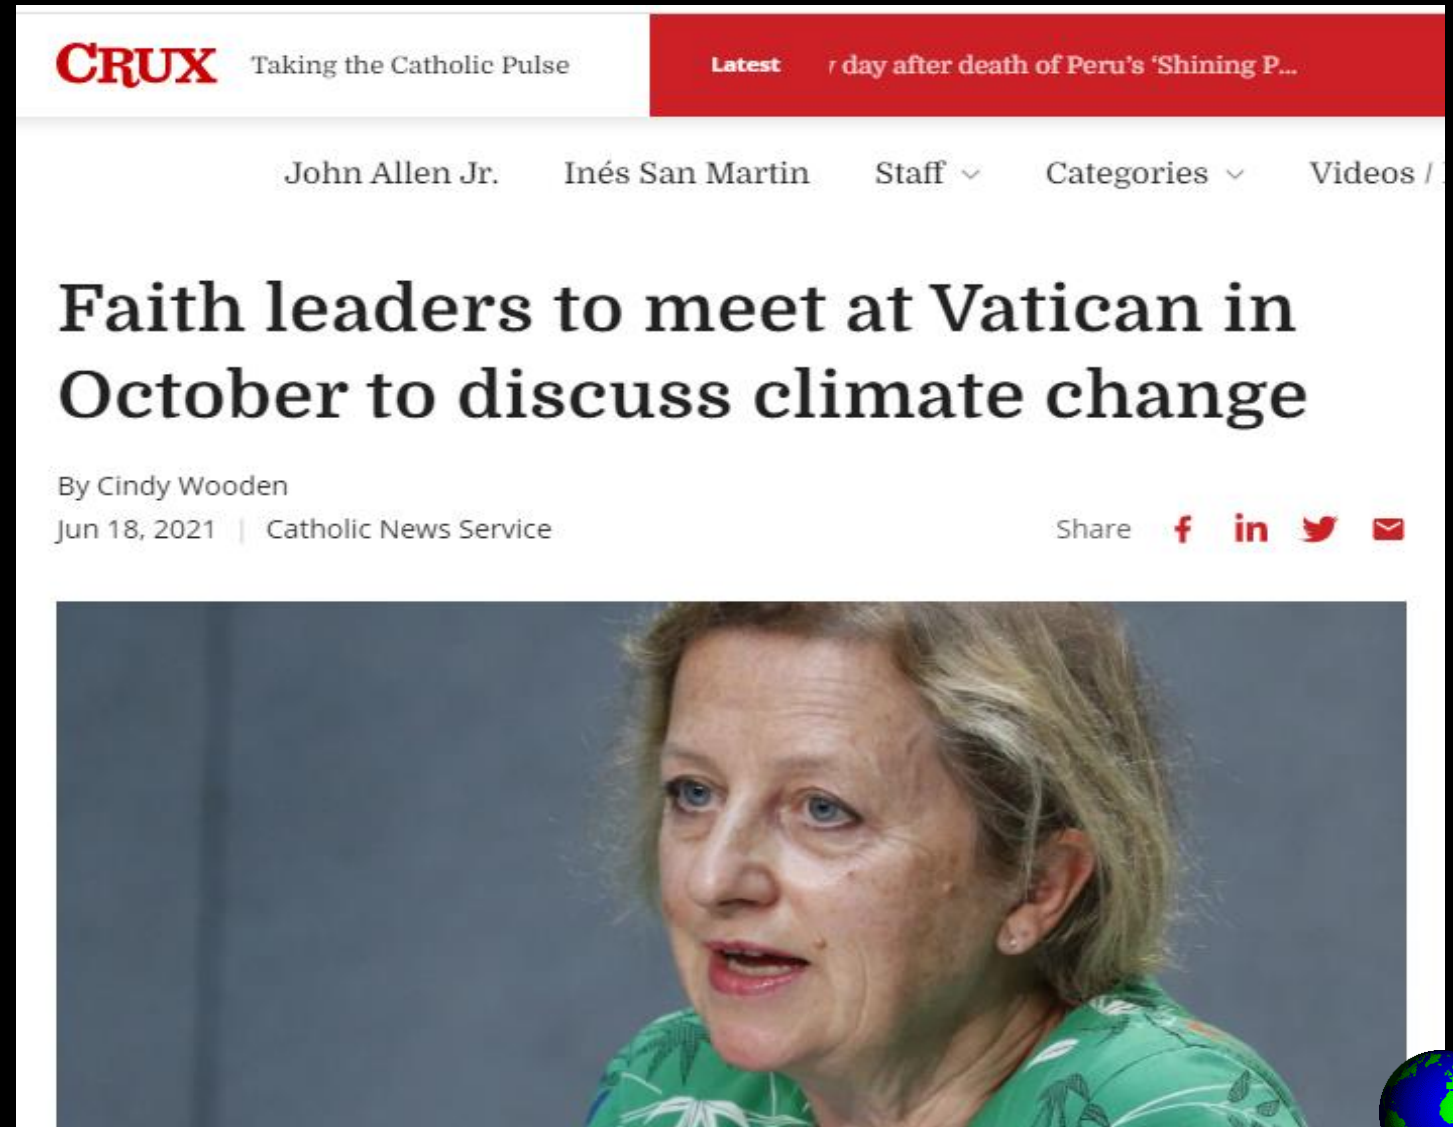 CRUX Taking the Catholic Pulse Latest day after death of Peru's 'Shining P...
John Allen Jr. Inés San Martin Staff Categories Videos /
Faith leaders to meet at Vatican in
October to discuss climate change
By Cindy Wooden
Jun 18, 2021 | Catholic News Service Share